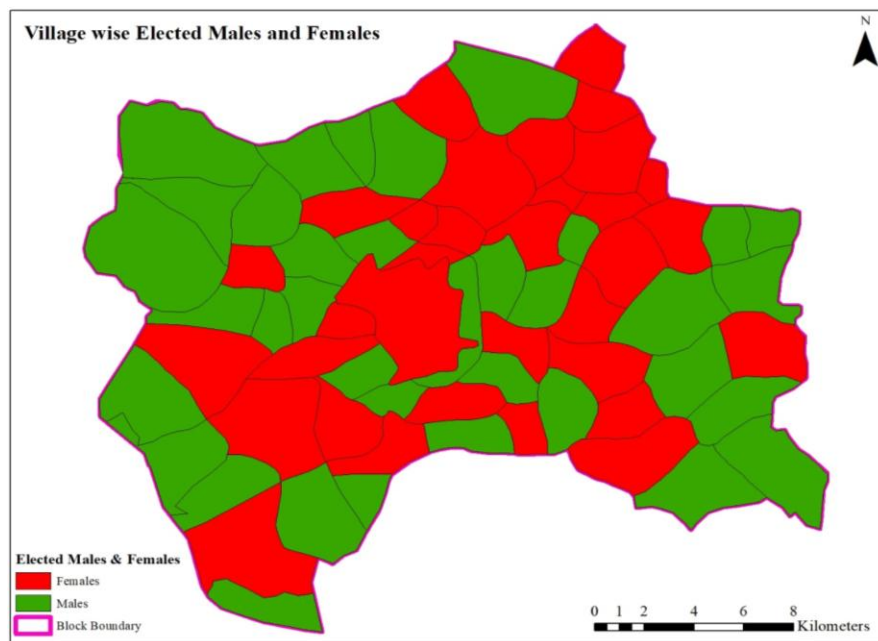 Village wise Elected Males and Females
N
Elected Males & Females
Females
Males
Block Boundary
0 1 2 4 6 8
Kilometers